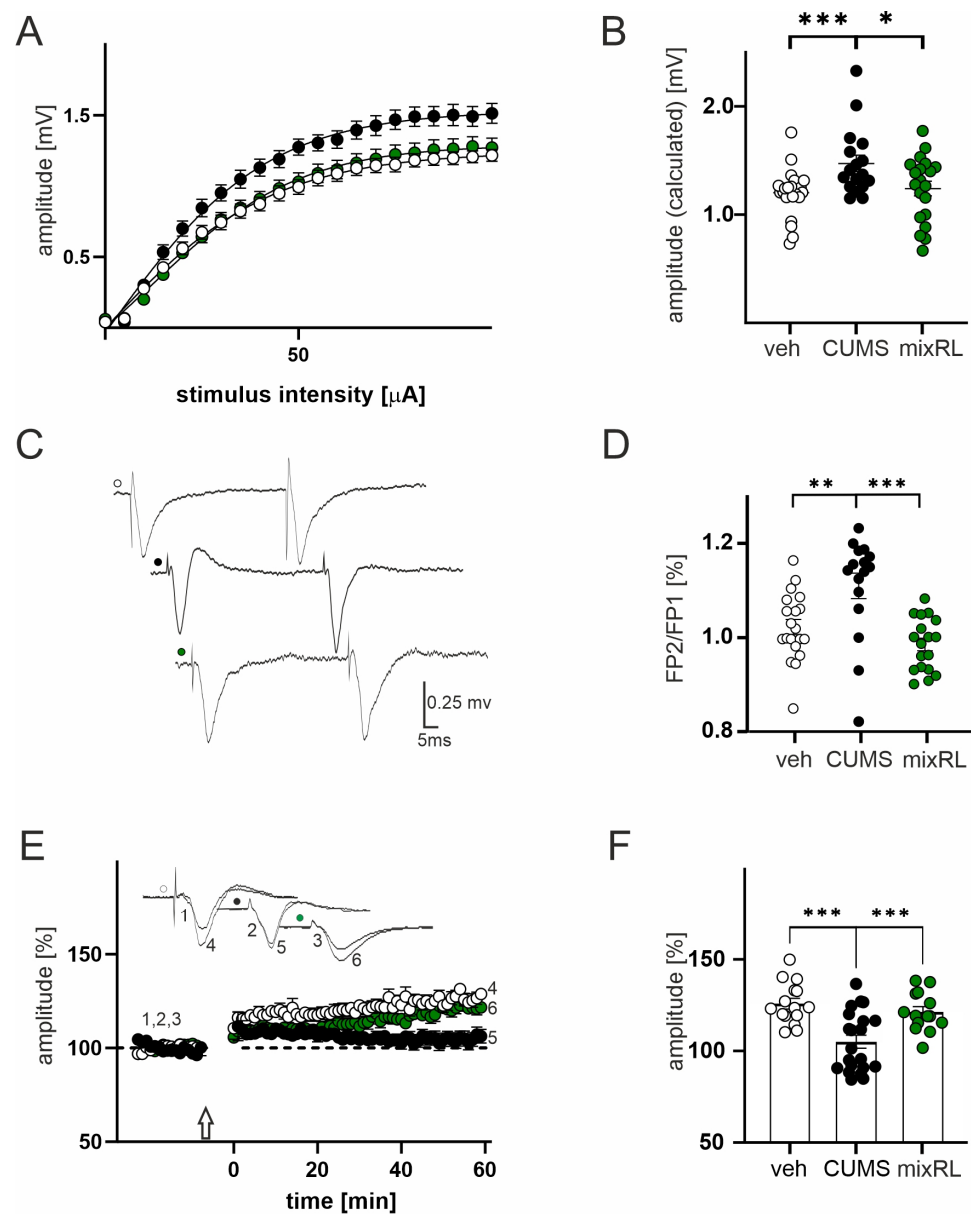 A
amplitude [mV]
1.5
0.5
50
stimulus intensity [μA]
B
*** *
amplitude (calculated) [mV]
2.0
1.0
veh CUMS mixRL
C
0.25 mv
5ms
D
** ***
FP2/FP1 [%]
1.2
1.0
0.8
veh CUMS mixRL
E
amplitude [%]
150
100
50
1 4 2 5 3 6
1,2,3
4
6
5
0 20 40 60
time [min]
F
*** ***
amplitude [%]
150
100
50
veh CUMS mixRL